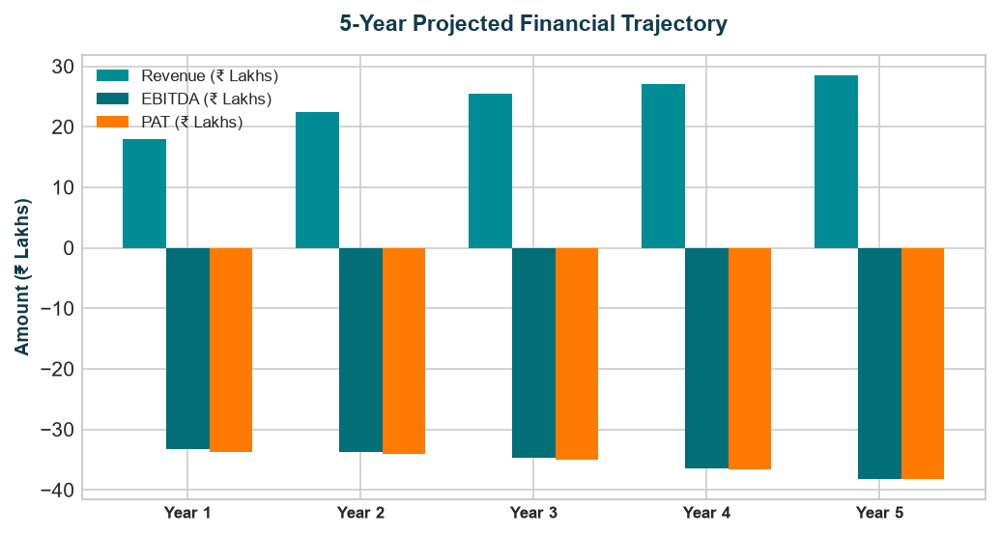 5-Year Projected Financial Trajectory
Revenue (₹ Lakhs)
EBITDA (₹ Lakhs)
PAT (₹ Lakhs)
Amount (₹ Lakhs)
30
20
10
0
−10
−20
−30
−40
Year 1
Year 2
Year 3
Year 4
Year 5